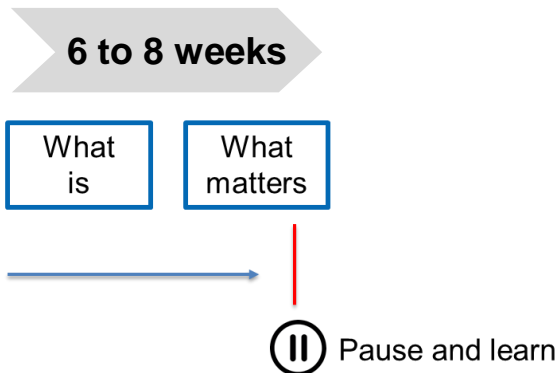 6 to 8 weeks
What
is
What
matters
Pause and learn